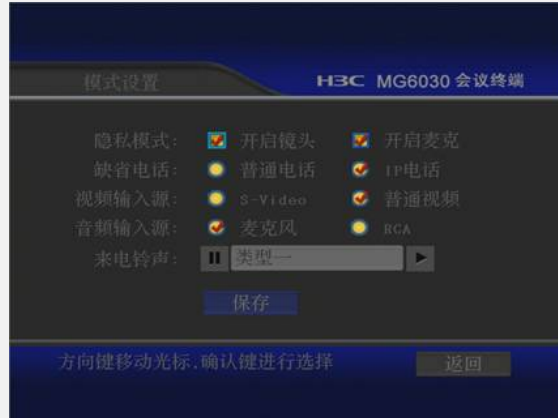 模式设置 H3C MG6030 会议终端
隐私模式: 开启镜头 开启麦克
缺省电话: 普通电话 IP电话
视频输入源: S-Video 普通视频
音频输入源: 麦克风 RCA
来电铃声: 类型一
保存
方向键移动光标,确认键进行选择 返回